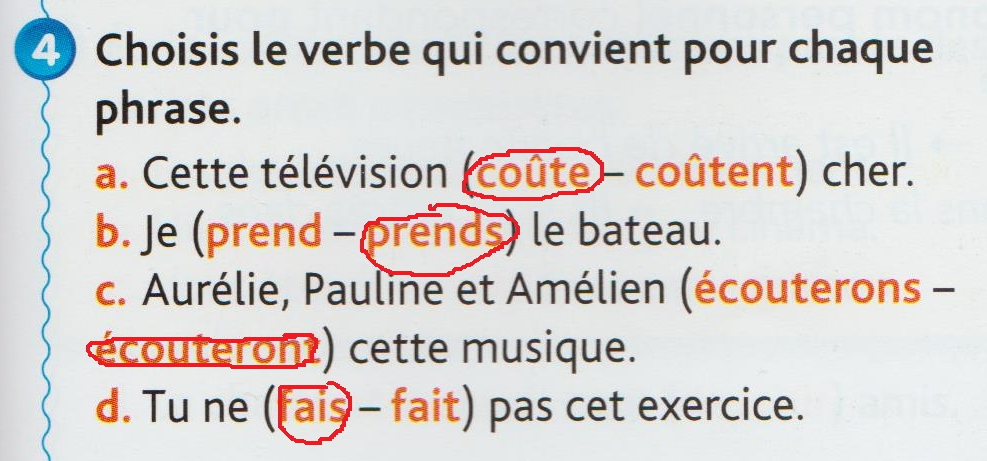 4 Choisis le verbe qui convient pour chaque
phrase.
a. Cette télévision (coûte – coûtent) cher.
b. Je (prend – prends) le bateau.
c. Aurélie, Pauline et Amélien (écouterons –
écouteront) cette musique.
d. Tu ne (fais – fait) pas cet exercice.